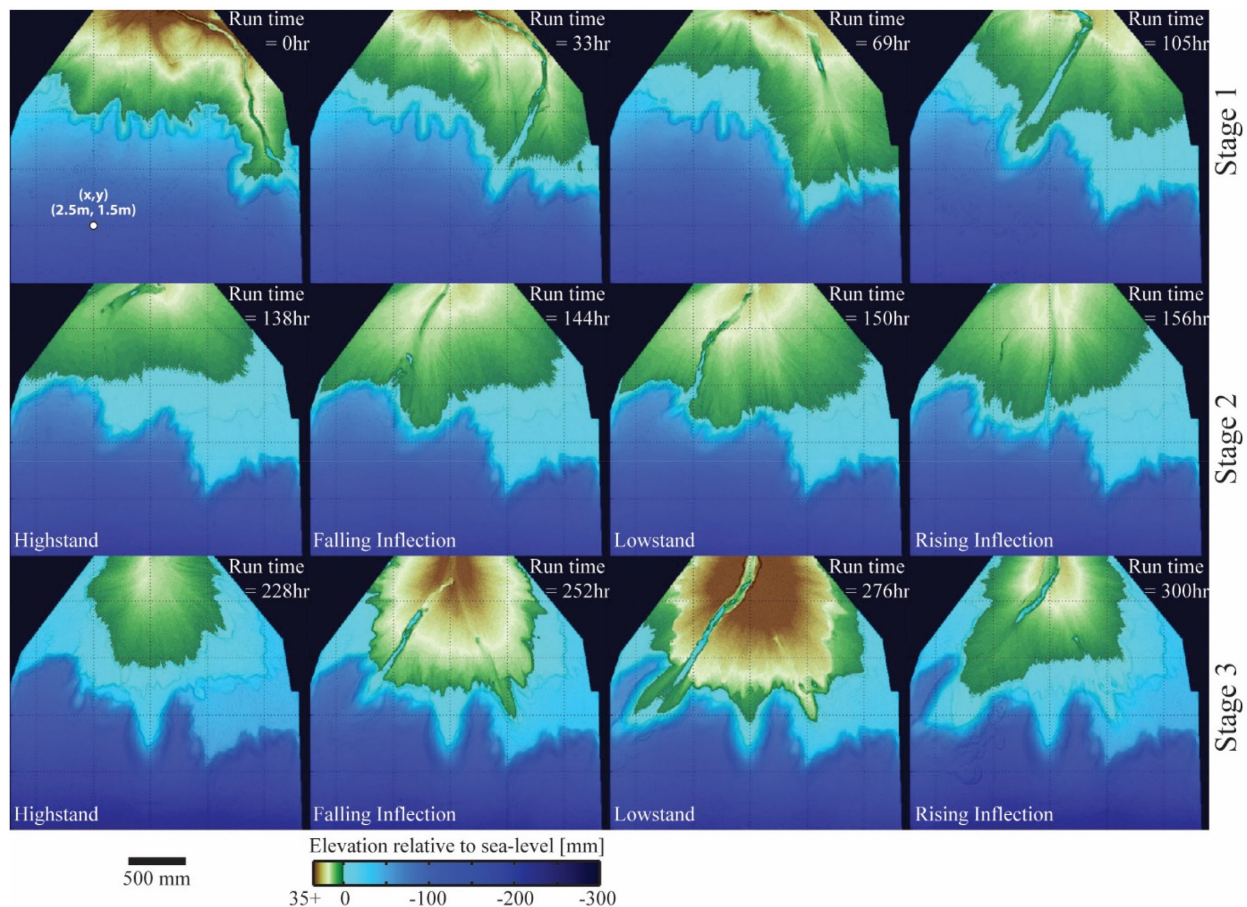 Run time
= 0hr
Run time
= 33hr
Run time
= 69hr
Run time
= 105hr
Stage 1
(x,y)
(2.5m, 1.5m)
Run time
= 138hr
Run time
= 144hr
Run time
= 150hr
Run time
= 156hr
Stage 2
Highstand
Falling Inflection
Lowstand
Rising Inflection
Run time
= 228hr
Run time
= 252hr
Run time
= 276hr
Run time
= 300hr
Stage 3
Highstand
Falling Inflection
Lowstand
Rising Inflection
500 mm
Elevation relative to sea-level [mm]
35+ 0 -100 -200 -300